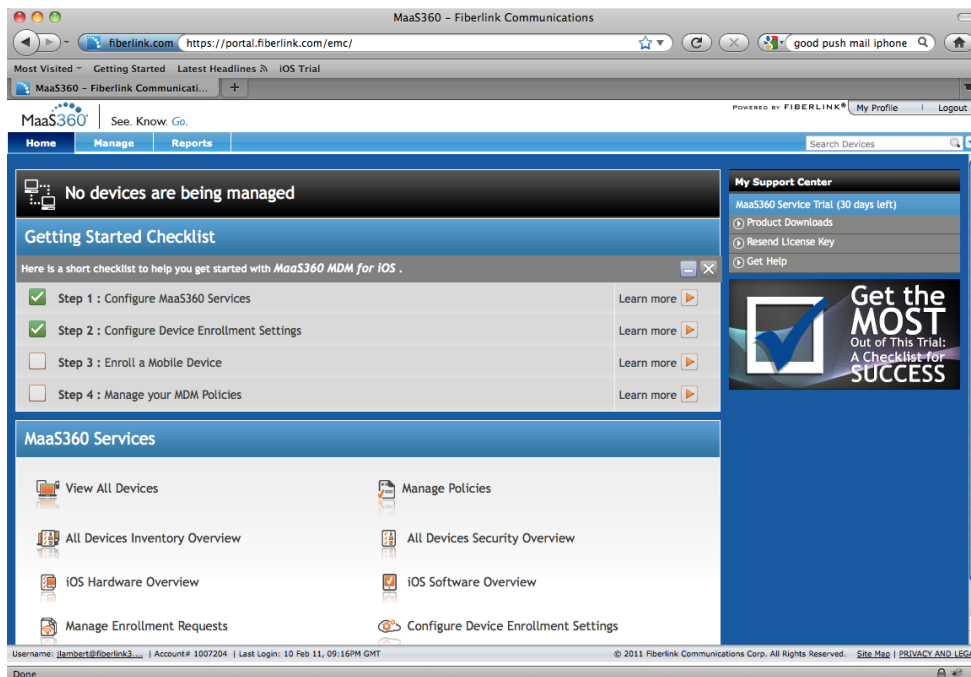 MaaS360 – Fiberlink Communications
fiberlink.com https://portal.fiberlink.com/emc/ good push mail iphone
Most Visited Getting Started Latest Headlines iOS Trial
MaaS360 – Fiberlink Communicati... +
MaaS360 See. Know. Go. POWERED BY FIBERLINK® My Profile | Logout
Home Manage Reports Search Devices
No devices are being managed
Getting Started Checklist
Here is a short checklist to help you get started with MaaS360 MDM for iOS .
Step 1 : Configure MaaS360 Services Learn more
Step 2 : Configure Device Enrollment Settings Learn more
Step 3 : Enroll a Mobile Device Learn more
Step 4 : Manage your MDM Policies Learn more
My Support Center
MaaS360 Service Trial (30 days left)
Product Downloads
Resend License Key
Get Help
Get the
MOST
Out of This Trial:
A Checklist for
SUCCESS
MaaS360 Services
View All Devices Manage Policies
All Devices Inventory Overview All Devices Security Overview
iOS Hardware Overview iOS Software Overview
Manage Enrollment Requests Configure Device Enrollment Settings
Username: jlambert@fiberlink3.... | Account# 1007204 | Last Login: 10 Feb 11, 09:16PM GMT © 2011 Fiberlink Communications Corp. All Rights Reserved. Site Map | PRIVACY AND LEGA
Done